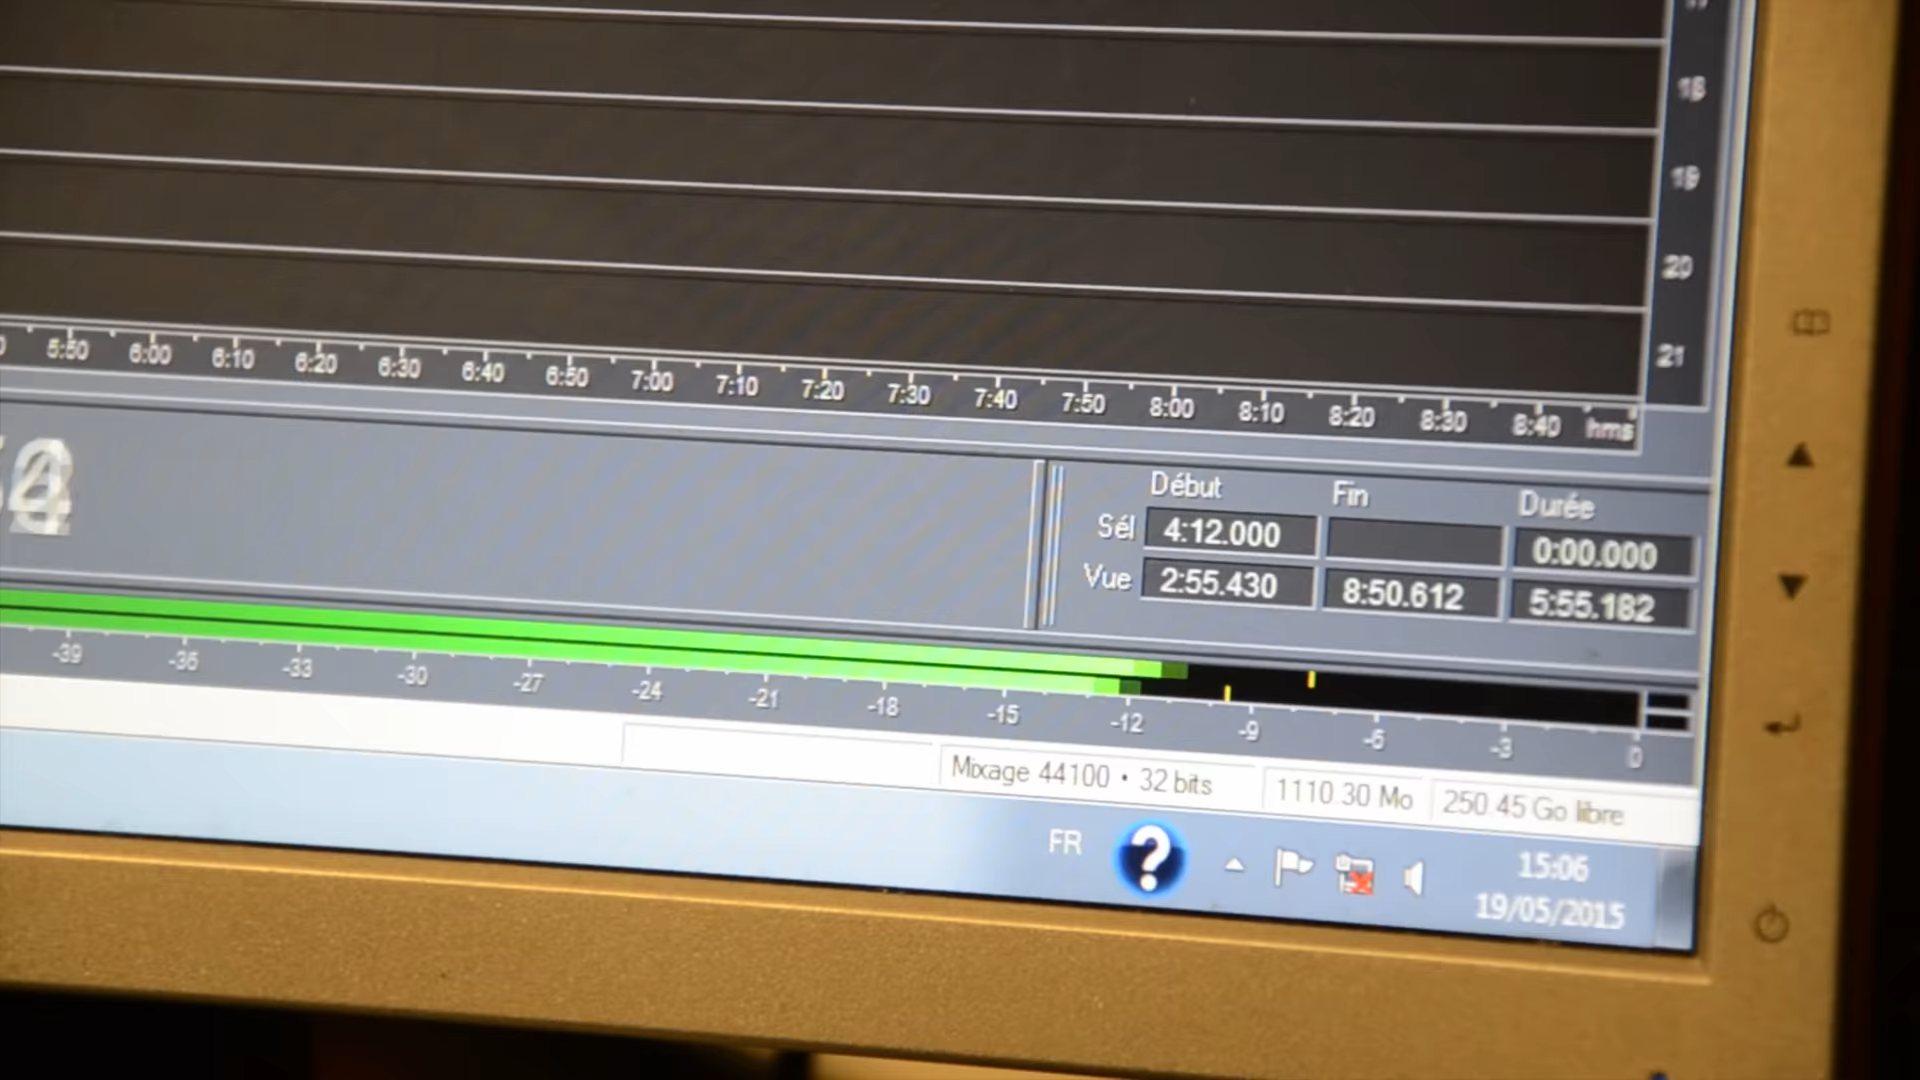 18
19
20
21
5:50 6:00 6:10 6:20 6:30 6:40 6:50 7:00 7:10 7:20 7:30 7:40 7:50 8:00 8:10 8:20 8:30 8:40 hms
Début Fin Durée
Sél 4:12.000 0:00.000
Vue 2:55.430 8:50.612 5:55.182
-39 -36 -33 -30 -27 -24 -21 -18 -15 -12 -9 -6 -3 0
Mixage 44100 • 32 bits 1110.30 Mo 250.45 Go libre
FR ? 15:06
19/05/2015